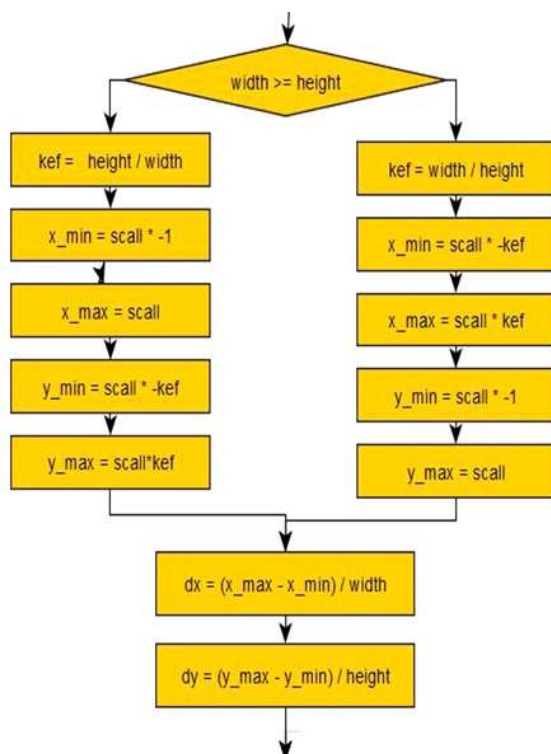 width >= height
kef = height / width
x_min = scall * -1
x_max = scall
y_min = scall * -kef
y_max = scall*kef
kef = width / height
x_min = scall * -kef
x_max = scall * kef
y_min = scall * -1
y_max = scall
dx = (x_max - x_min) / width
dy = (y_max - y_min) / height